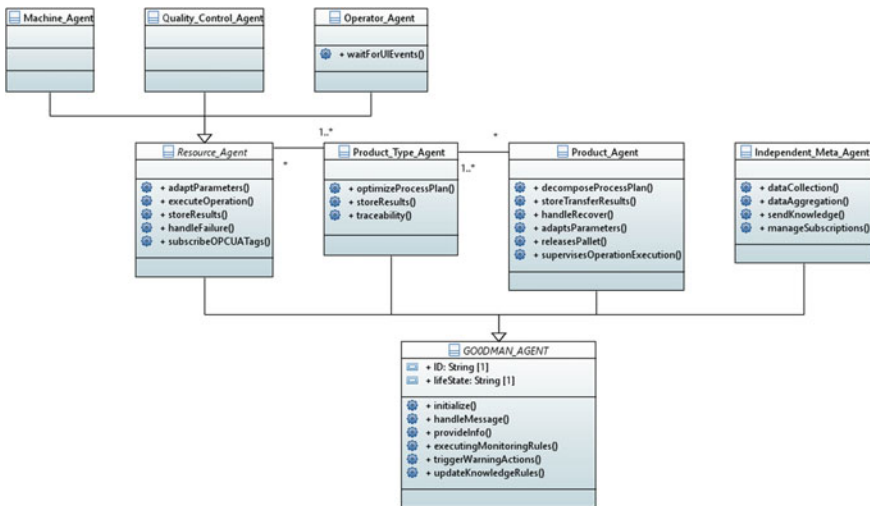 Machine_Agent
Quality_Control_Agent
Operator_Agent
+ waitForUIEvents()
Resource_Agent
+ adaptParameters()
+ executeOperation()
+ storeResults()
+ handleFailure()
+ subscribeOPCUATags()
1..*
*
Product_Type_Agent
+ optimizeProcessPlan()
+ storeResults()
+ traceability()
*
1..*
Product_Agent
+ decomposeProcessPlan()
+ storeTransferResults()
+ handleRecover()
+ adaptsParameters()
+ releasesPallet()
+ supervisesOperationExecution()
Independent_Meta_Agent
+ dataCollection()
+ dataAggregation()
+ sendKnowledge()
+ manageSubscriptions()
GO0DMAN_AGENT
+ ID: String [1]
+ lifeState: String [1]
+ initialize()
+ handleMessage()
+ provideInfo()
+ executingMonitoringRules()
+ triggerWarningActions()
+ updateKnowledgeRules()